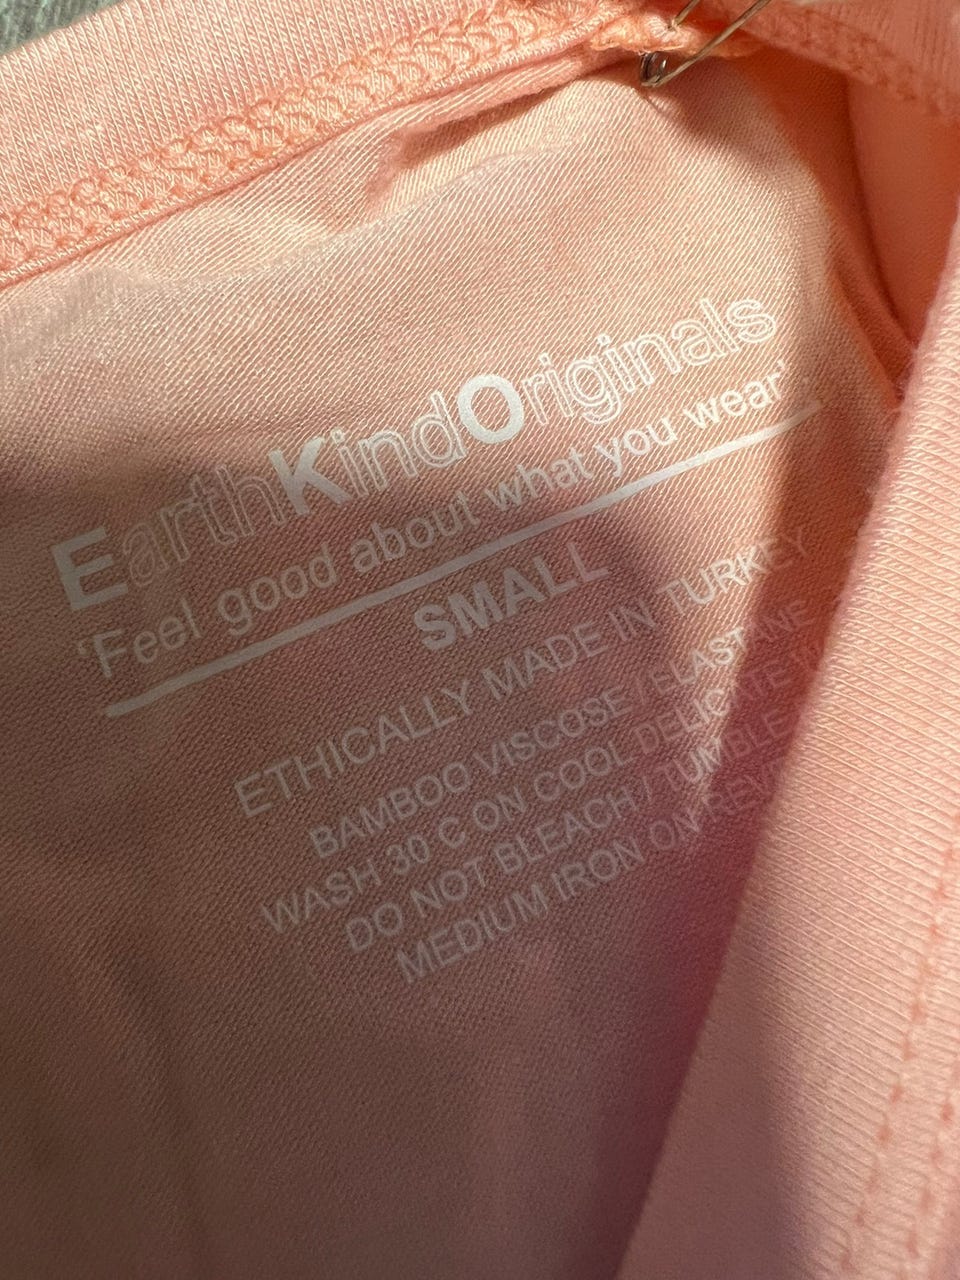 EarthKindOriginals
'Feel good about what you wear'.
SMALL
ETHICALLY MADE IN TURKEY
BAMBOO VISCOSE / ELASTANE
WASH 30 C ON COOL DELICATE
DO NOT BLEACH / TUMBLE
MEDIUM IRON ON